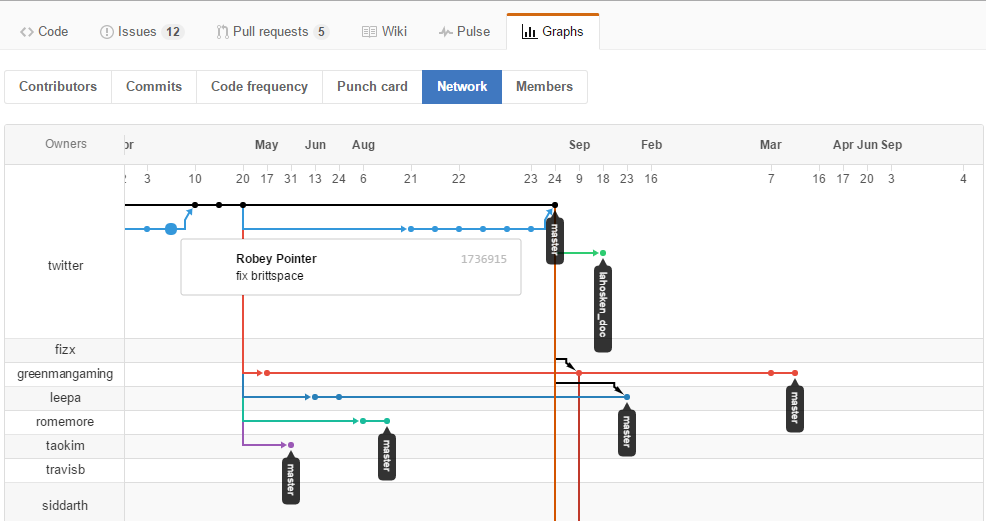 Code Issues 12 Pull requests 5 Wiki Pulse Graphs
Contributors Commits Code frequency Punch card Network Members
Owners pr May Jun Aug Sep Feb Mar Apr Jun Sep
2 3 10 20 17 31 13 24 6 21 22 23 24 9 18 23 16 7 16 17 20 3 4
master
Robey Pointer 1736915
fix brittspace
twitter
lahosken_doc
fizx
greenmangaming
master
leepa
master
romemore
master
taokim
master
travisb
siddarth